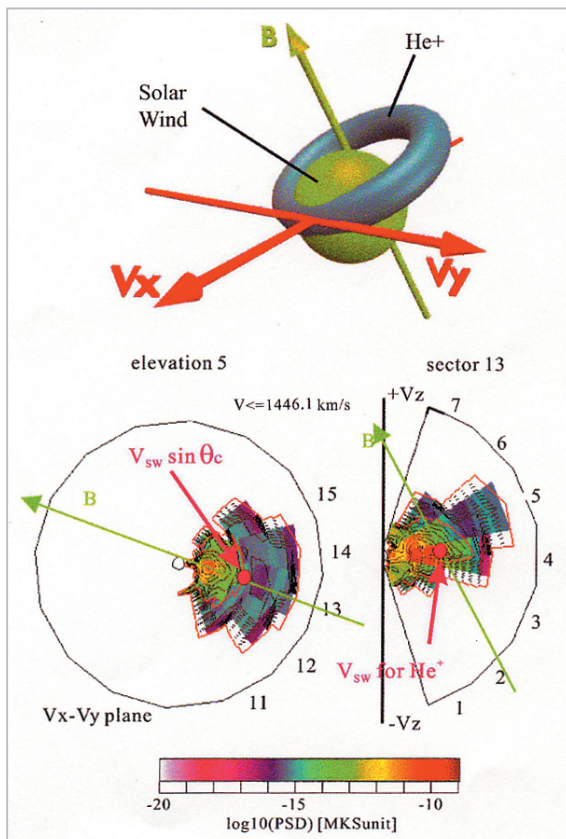 B
He+
Solar
Wind
Vx
Vy
elevation 5
sector 13
V<=1446.1 km/s
+Vz
7
B
6
V_sw sin θc
5
15
B
14
4
13
3
12
V_sw for He⁺
2
11
1
Vx-Vy plane
-Vz
-20
-15
-10
log10(PSD) [MKSunit]